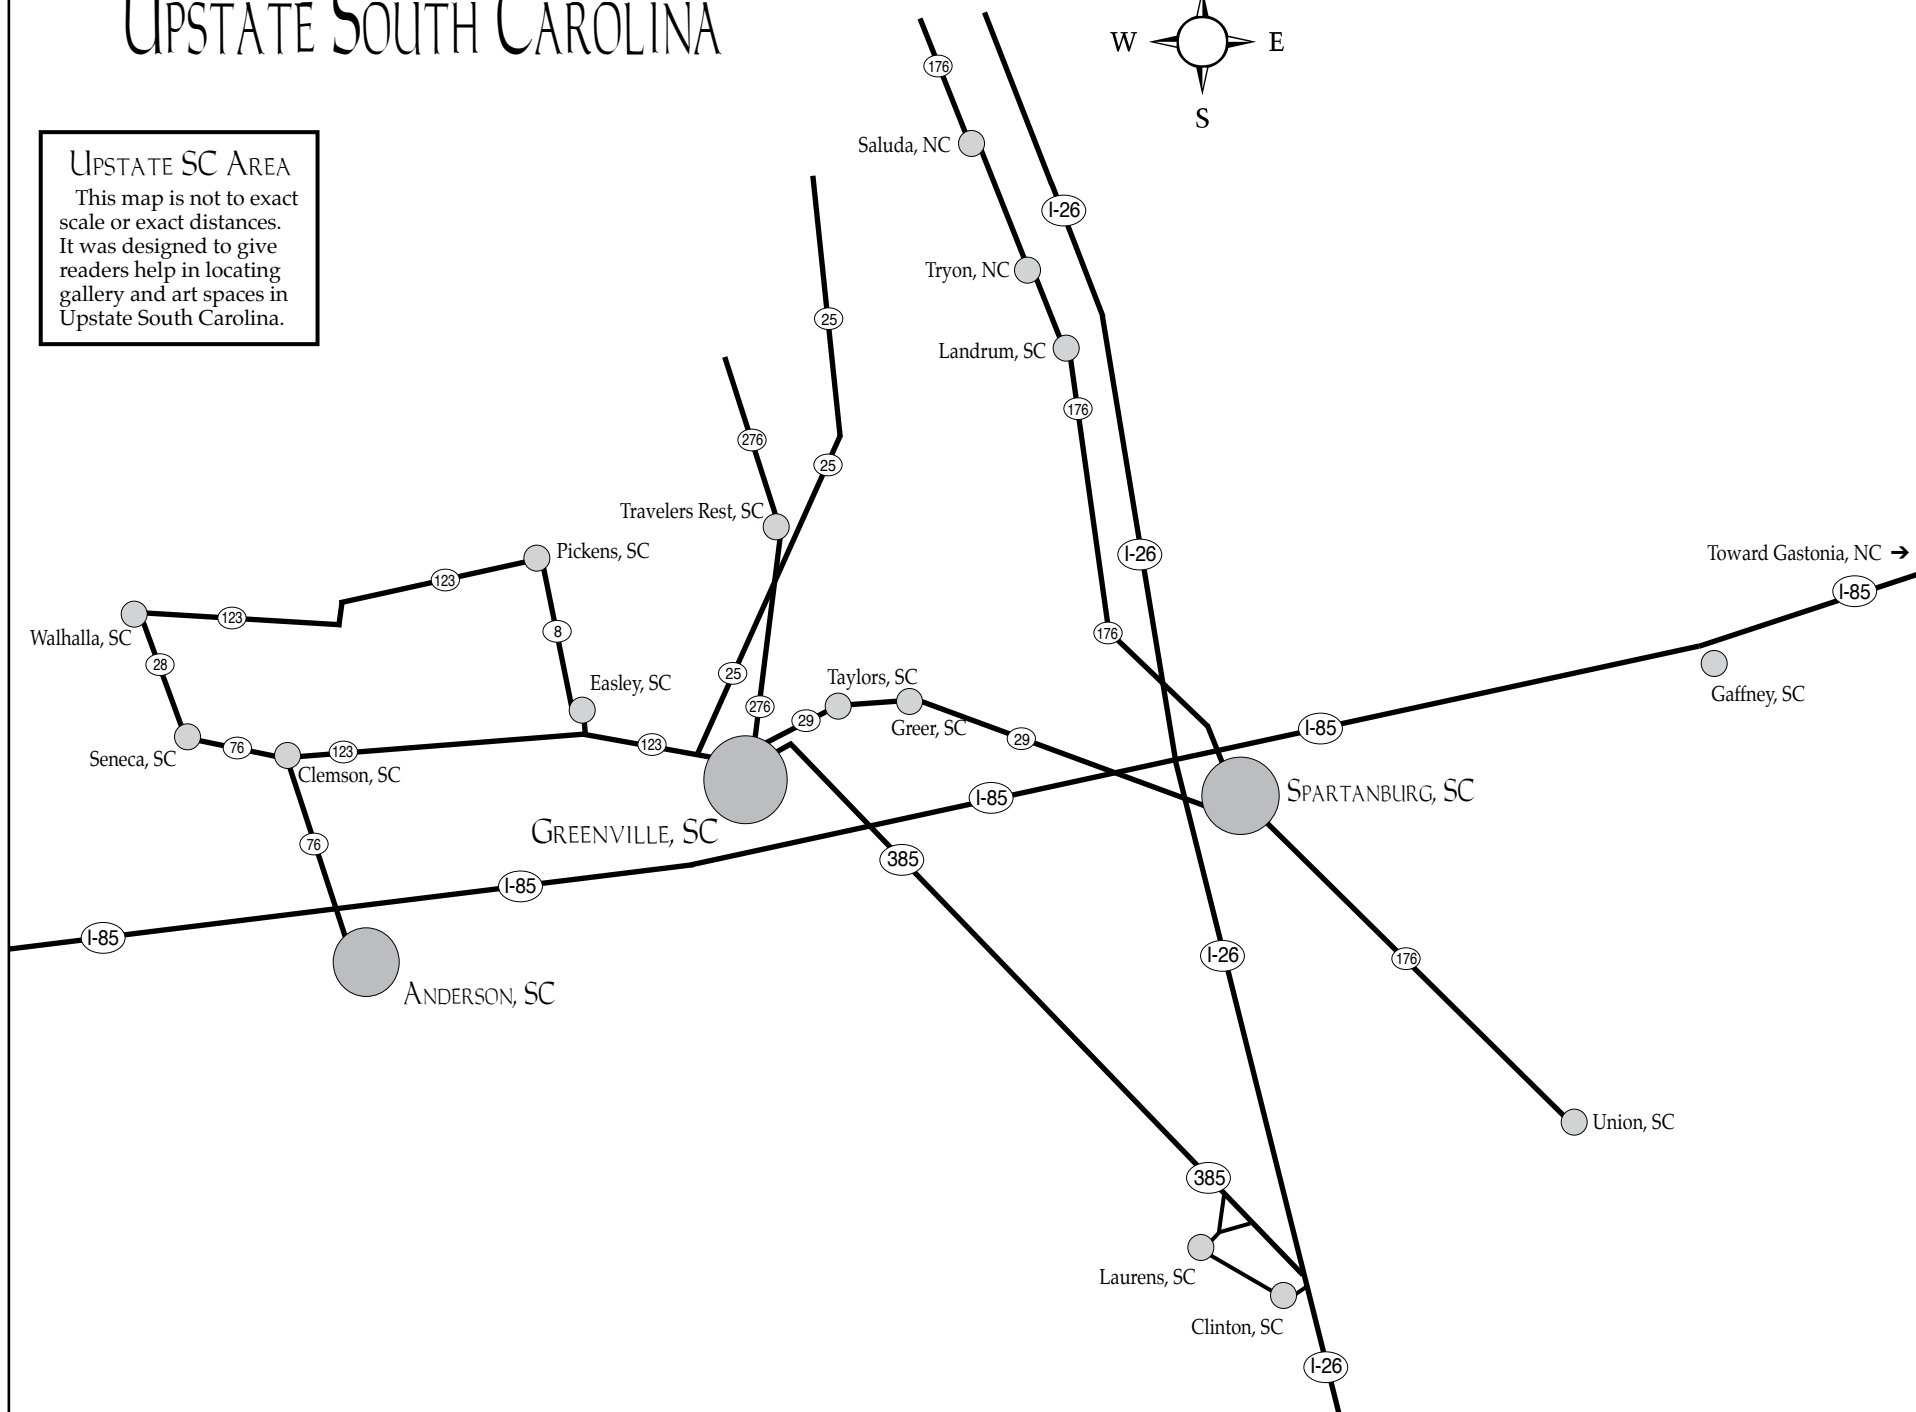 UPSTATE SOUTH CAROLINA
W E
S
UPSTATE SC AREA
This map is not to exact
scale or exact distances.
It was designed to give
readers help in locating
gallery and art spaces in
Upstate South Carolina.
176
Saluda, NC
I-26
Tryon, NC
25
Landrum, SC
176
276
25
Travelers Rest, SC
Pickens, SC
I-26
Toward Gastonia, NC ➔
123
I-85
Walhalla, SC
123
8
176
28
25
Gaffney, SC
Easley, SC
Taylors, SC
276
29
Greer, SC
I-85
Seneca, SC
76
123
123
29
Clemson, SC
I-85
SPARTANBURG, SC
GREENVILLE, SC
76
385
I-85
I-85
I-26
176
ANDERSON, SC
Union, SC
385
Laurens, SC
Clinton, SC
I-26